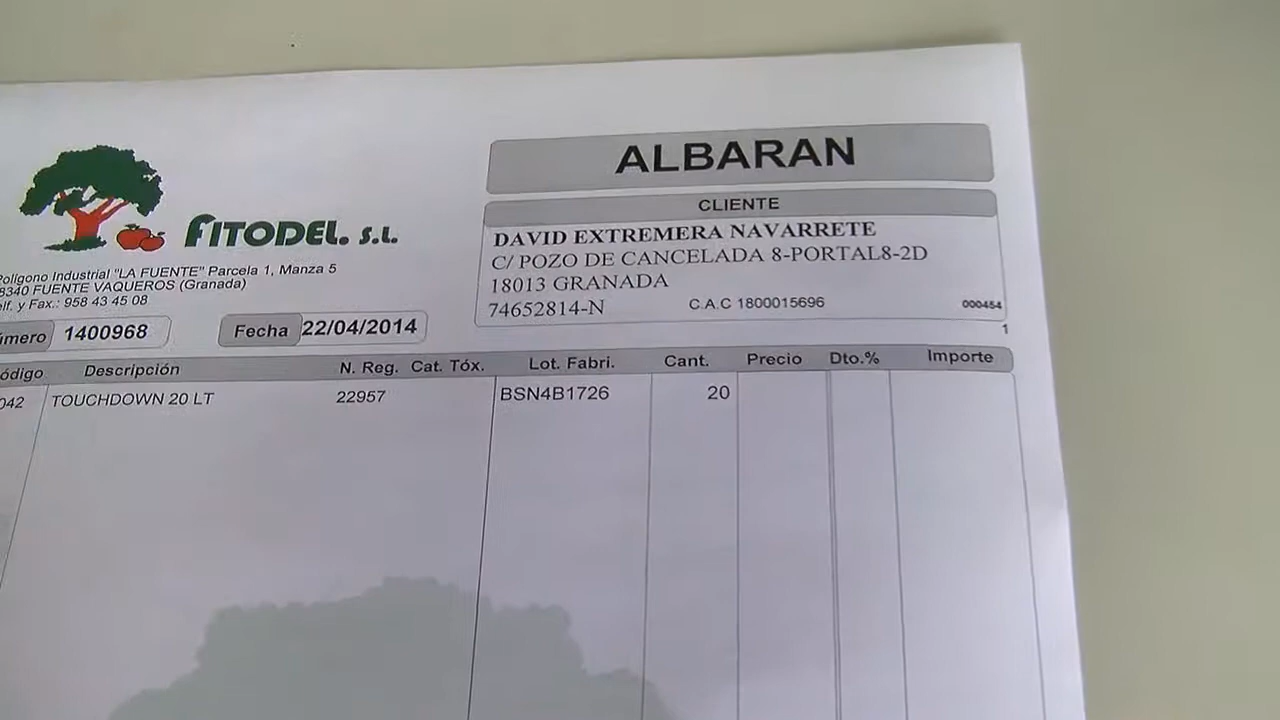 ALBARAN
FITODEL. S.L.
Polígono Industrial "LA FUENTE" Parcela 1, Manza 5
8340 FUENTE VAQUEROS (Granada)
elf. y Fax.: 958 43 45 08
úmero 1400968 Fecha 22/04/2014
CLIENTE
DAVID EXTREMERA NAVARRETE
C/ POZO DE CANCELADA 8-PORTAL8-2D
18013 GRANADA
74652814-N C.A.C 1800015696 000454
1
ódigo Descripción N. Reg. Cat. Tóx. Lot. Fabri. Cant. Precio Dto.% Importe
042 TOUCHDOWN 20 LT 22957 BSN4B1726 20